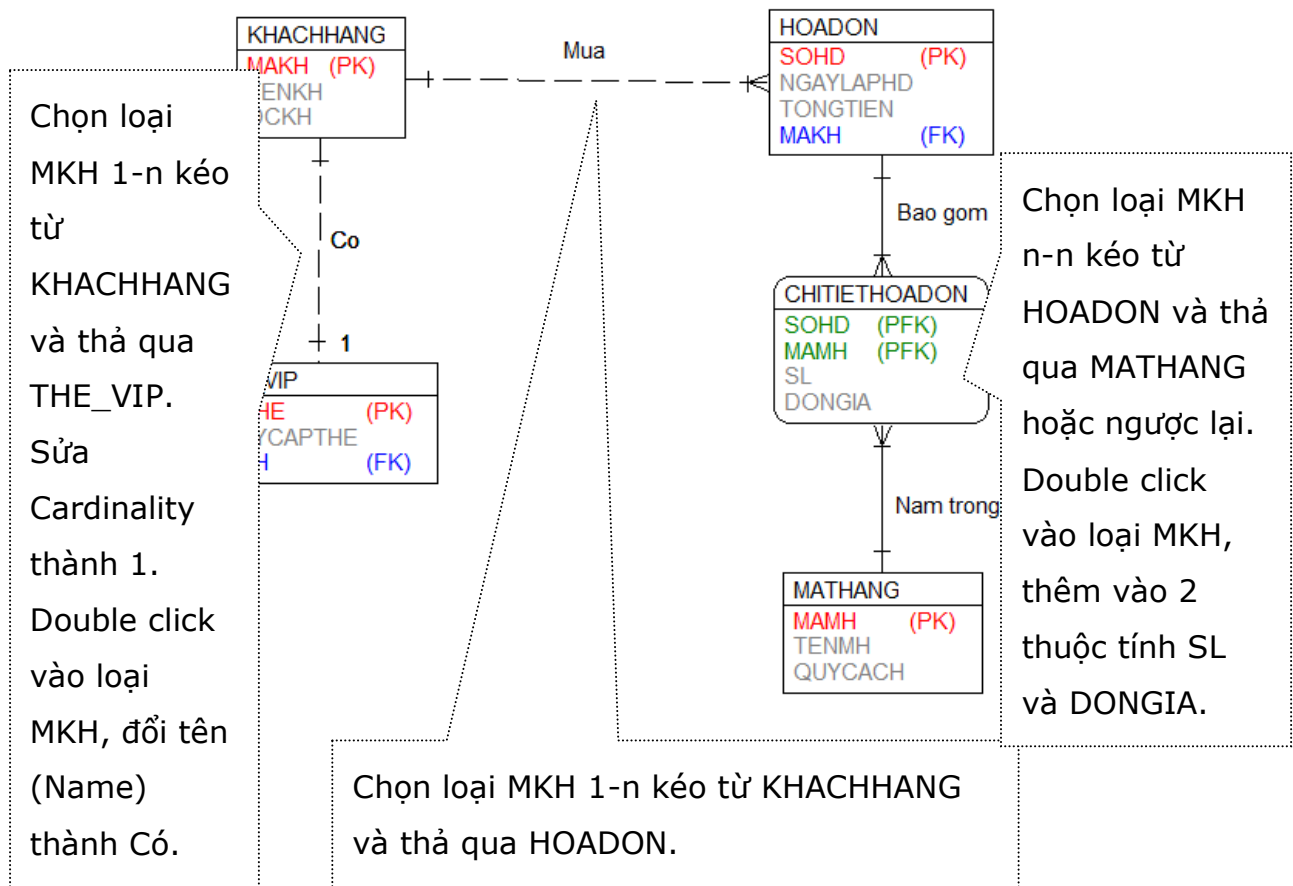 KHACHHANG
MAKH (PK)
ENKH
CKH
Mua
HOADON
SOHD (PK)
NGAYLAPHD
TONGTIEN
MAKH (FK)
Co
1
VIP
HE (PK)
YCAPTHE
H (FK)
Bao gom
CHITIETHOADON
SOHD (PFK)
MAMH (PFK)
SL
DONGIA
Nam trong
MATHANG
MAMH (PK)
TENMH
QUYCACH
Chọn loại
MKH 1-n kéo
từ
KHACHHANG
và thả qua
THE_VIP.
Sửa
Cardinality
thành 1.
Double click
vào loại
MKH, đổi tên
(Name)
thành Có.
Chọn loại MKH 1-n kéo từ KHACHHANG
và thả qua HOADON.
Chọn loại MKH
n-n kéo từ
HOADON và thả
qua MATHANG
hoặc ngược lại.
Double click
vào loại MKH,
thêm vào 2
thuộc tính SL
và DONGIA.